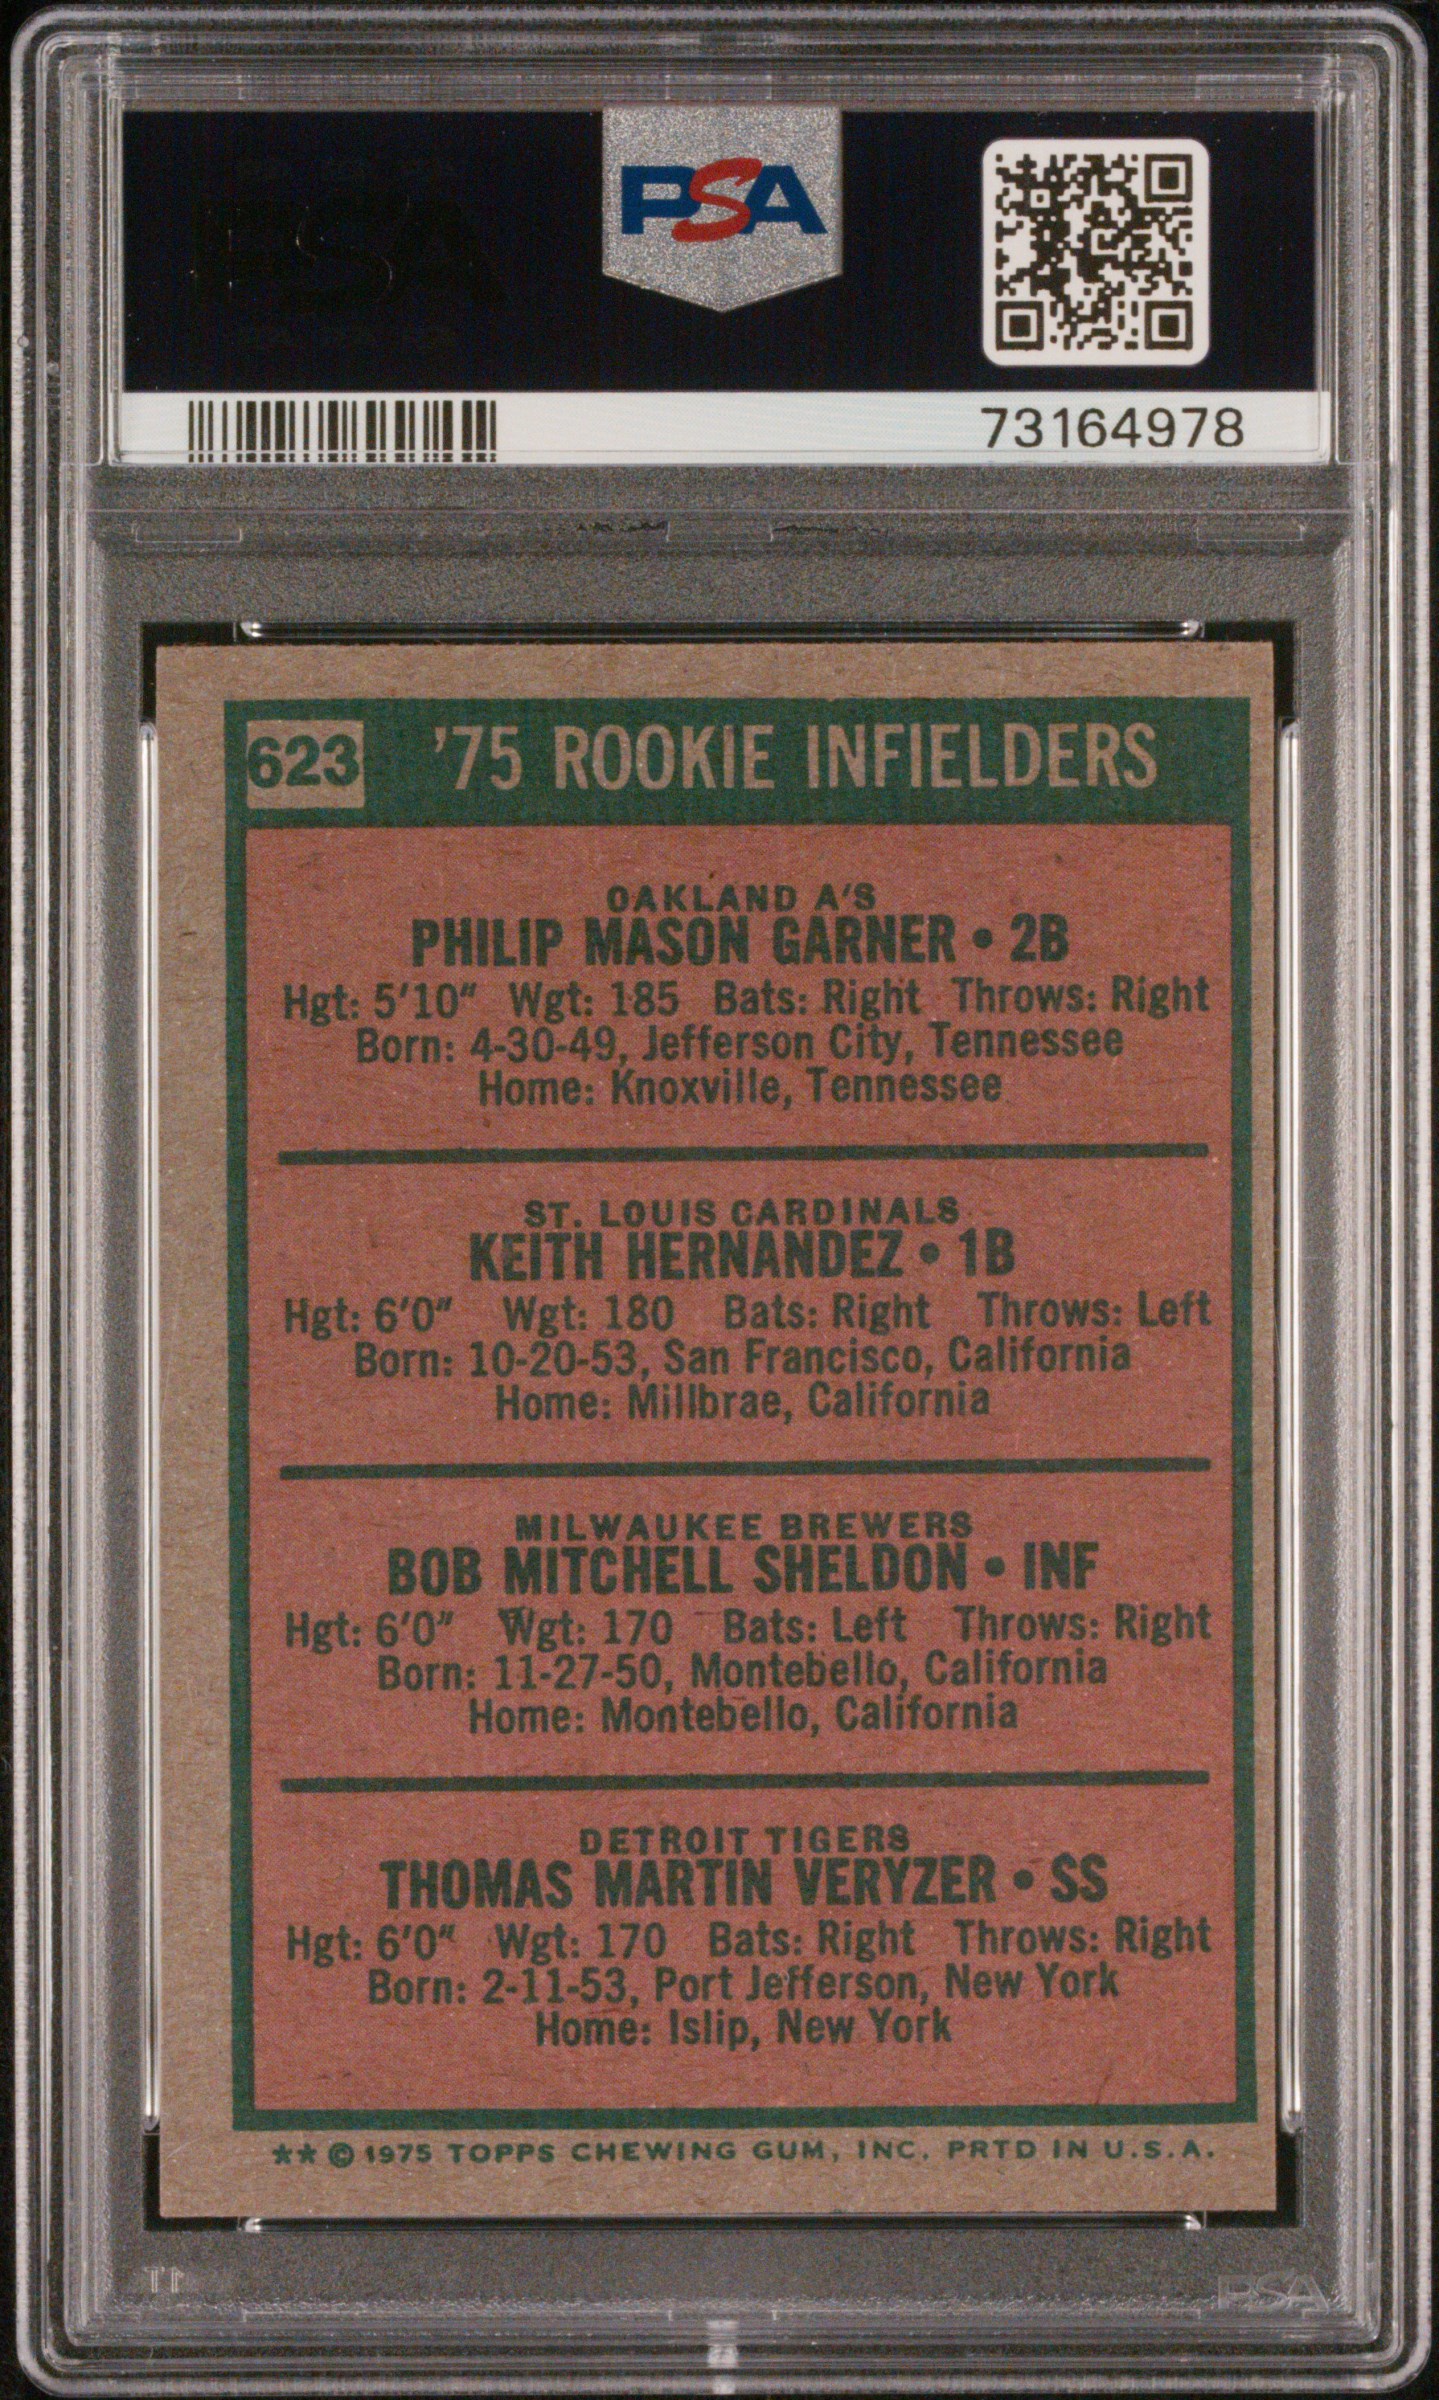 PSA
73164978
623 '75 ROOKIE INFIELDERS
OAKLAND A'S
PHILIP MASON GARNER • 2B
Hgt: 5'10" Wgt: 185 Bats: Right Throws: Right
Born: 4-30-49, Jefferson City, Tennessee
Home: Knoxville, Tennessee
ST. LOUIS CARDINALS
KEITH HERNANDEZ • 1B
Hgt: 6'0" Wgt: 180 Bats: Right Throws: Left
Born: 10-20-53, San Francisco, California
Home: Millbrae, California
MILWAUKEE BREWERS
BOB MITCHELL SHELDON • INF
Hgt: 6'0" Wgt: 170 Bats: Left Throws: Right
Born: 11-27-50, Montebello, California
Home: Montebello, California
DETROIT TIGERS
THOMAS MARTIN VERYZER • SS
Hgt: 6'0" Wgt: 170 Bats: Right Throws: Right
Born: 2-11-53, Port Jefferson, New York
Home: Islip, New York
** © 1975 TOPPS CHEWING GUM, INC. PRTD IN U.S.A.
PSA